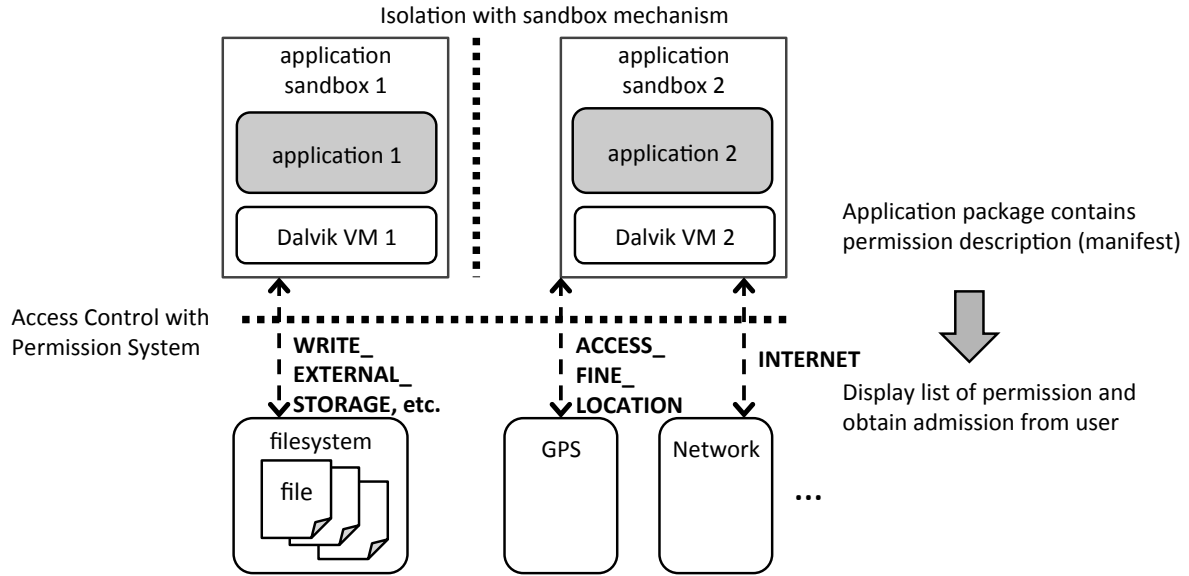 Isolation with sandbox mechanism
application
sandbox 1
application 1
Dalvik VM 1
application
sandbox 2
application 2
Dalvik VM 2
Application package contains
permission description (manifest)
Access Control with
Permission System
WRITE_
EXTERNAL_
STORAGE, etc.
ACCESS_
FINE_
LOCATION
INTERNET
Display list of permission and
obtain admission from user
filesystem
file
GPS
Network
...